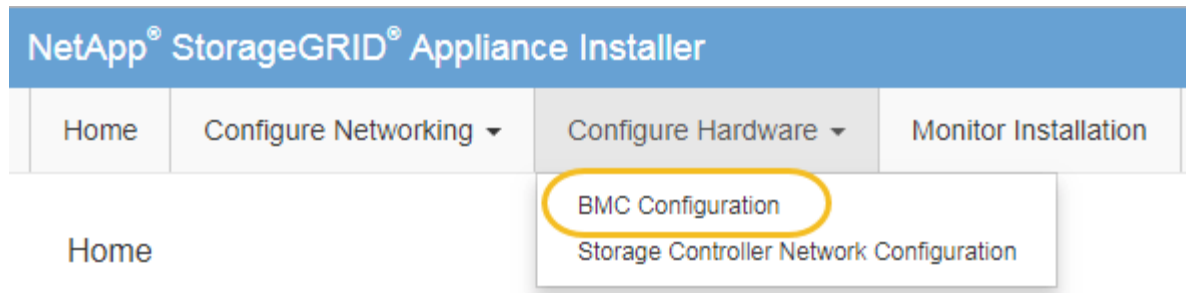 NetApp® StorageGRID® Appliance Installer
Home Configure Networking Configure Hardware Monitor Installation
BMC Configuration
Home
Storage Controller Network Configuration